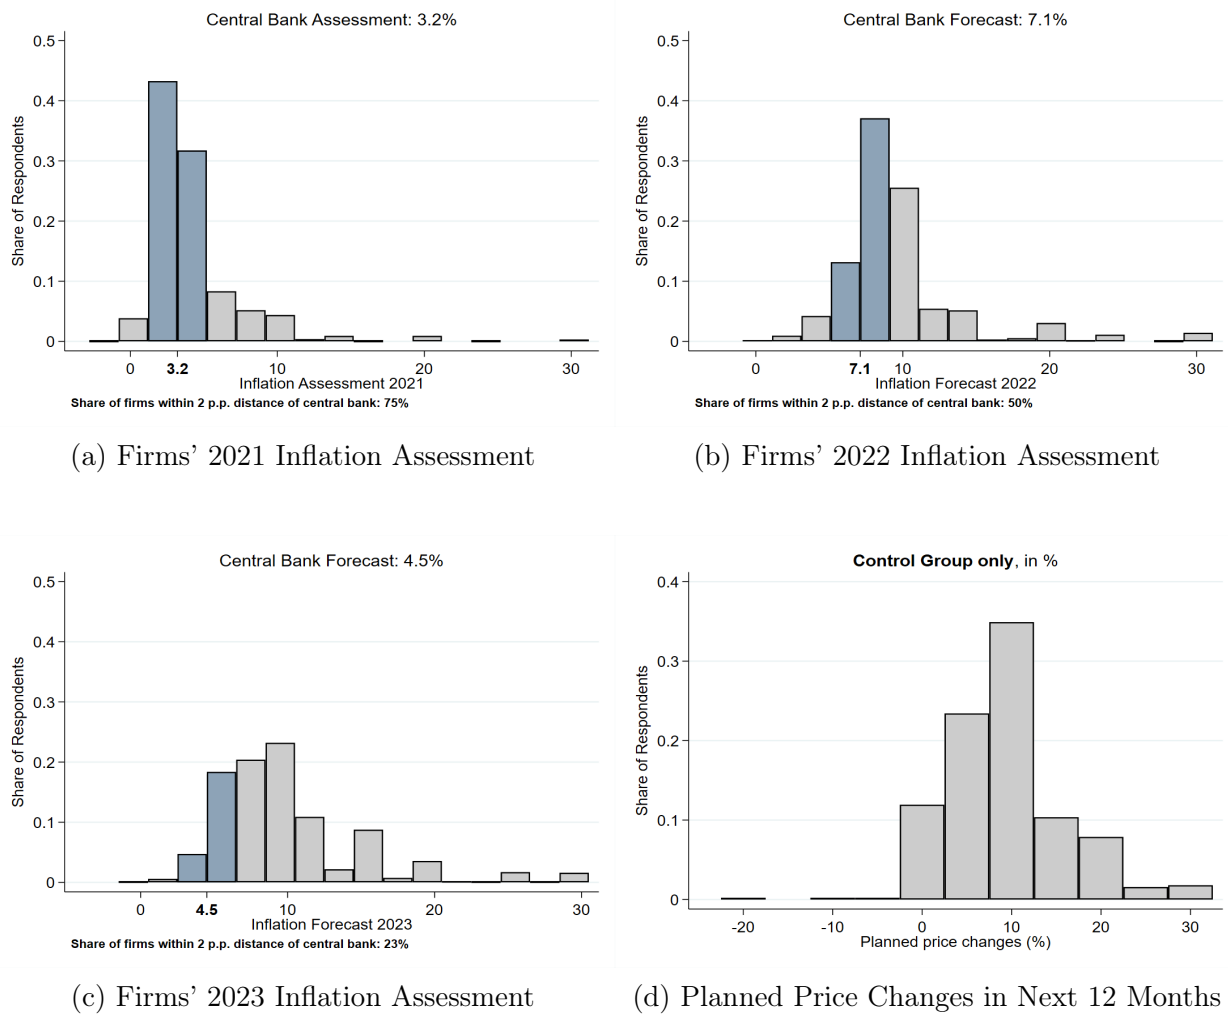 Central Bank Assessment: 3.2%
Share of Respondents
0.5
0.4
0.3
0.2
0.1
0
0 3.2 10 20 30
Inflation Assessment 2021
Share of firms within 2 p.p. distance of central bank: 75%
(a) Firms' 2021 Inflation Assessment
Central Bank Forecast: 7.1%
Share of Respondents
0.5
0.4
0.3
0.2
0.1
0
0 7.1 10 20 30
Inflation Forecast 2022
Share of firms within 2 p.p. distance of central bank: 50%
(b) Firms' 2022 Inflation Assessment
Central Bank Forecast: 4.5%
Share of Respondents
0.5
0.4
0.3
0.2
0.1
0
0 4.5 10 20 30
Inflation Forecast 2023
Share of firms within 2 p.p. distance of central bank: 23%
(c) Firms' 2023 Inflation Assessment
Control Group only, in %
Share of Respondents
0.4
0.3
0.2
0.1
0
-20 -10 0 10 20 30
Planned price changes (%)
(d) Planned Price Changes in Next 12 Months